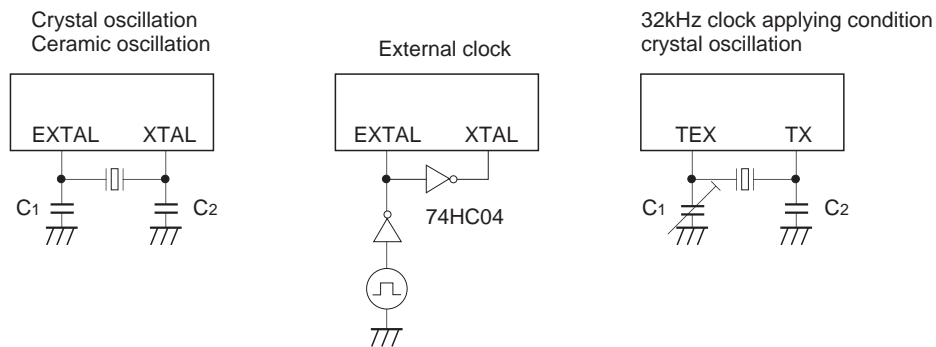 Crystal oscillation
Ceramic oscillation
EXTAL XTAL
C1 C2
External clock
EXTAL XTAL
74HC04
32kHz clock applying condition
crystal oscillation
TEX TX
C1 C2